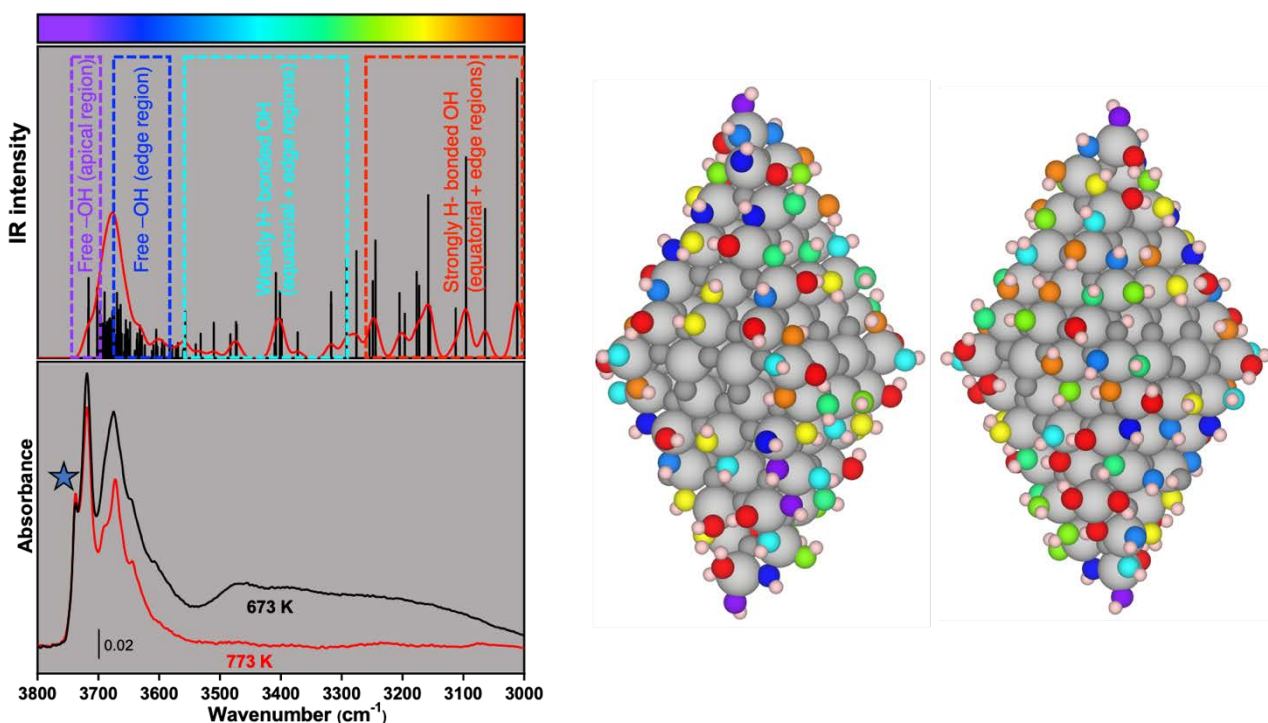 IR intensity
Free –OH (apical region)
Free –OH (edge region)
Weakly H- bonded OH
(equatorial + edge regions)
Strongly H- bonded OH
(equatorial + edge regions)
Absorbance
673 K
0.02
773 K
3800 3700 3600 3500 3400 3300 3200 3100 3000
Wavenumber (cm⁻¹)